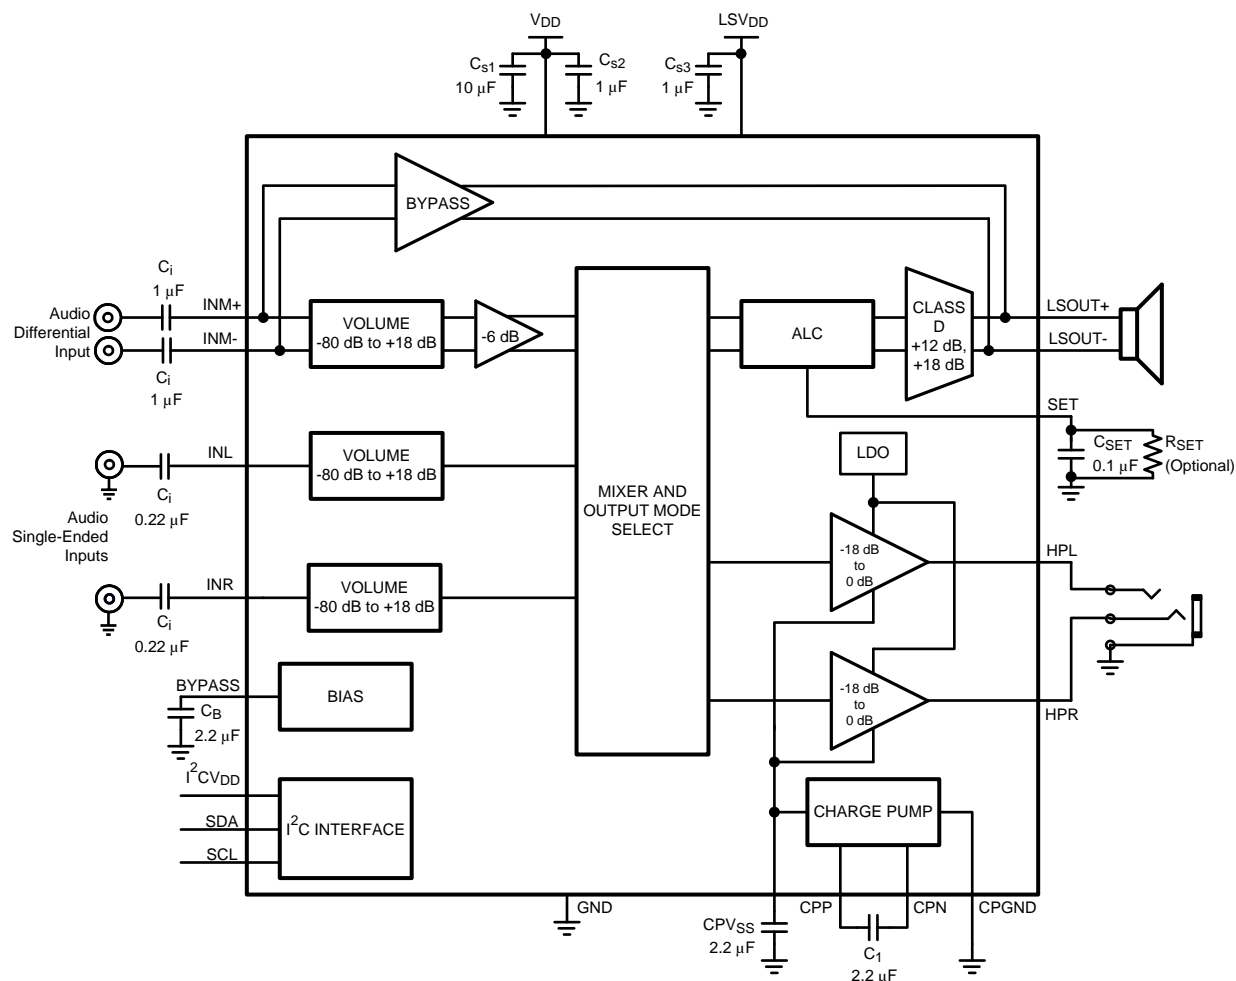 VDD
LSVDD
Cs1
10 µF
Cs2
1 µF
Cs3
1 µF
BYPASS
Ci
1 µF
INM+
Audio
Differential
Input
INM-
Ci
1 µF
VOLUME
-80 dB to +18 dB
-6 dB
ALC
CLASS
D
+12 dB,
+18 dB
LSOUT+
LSOUT-
SET
CSET
0.1 µF
RSET
(Optional)
INL
Ci
0.22 µF
VOLUME
-80 dB to +18 dB
LDO
MIXER AND
OUTPUT MODE
SELECT
Audio
Single-Ended
Inputs
INR
Ci
0.22 µF
VOLUME
-80 dB to +18 dB
-18 dB
to
0 dB
HPL
-18 dB
to
0 dB
HPR
BYPASS
CB
2.2 µF
BIAS
I2CVDD
SDA
SCL
I2C INTERFACE
CHARGE PUMP
GND
CPVSS
2.2 µF
CPP
CPN
CPGND
C1
2.2 µF